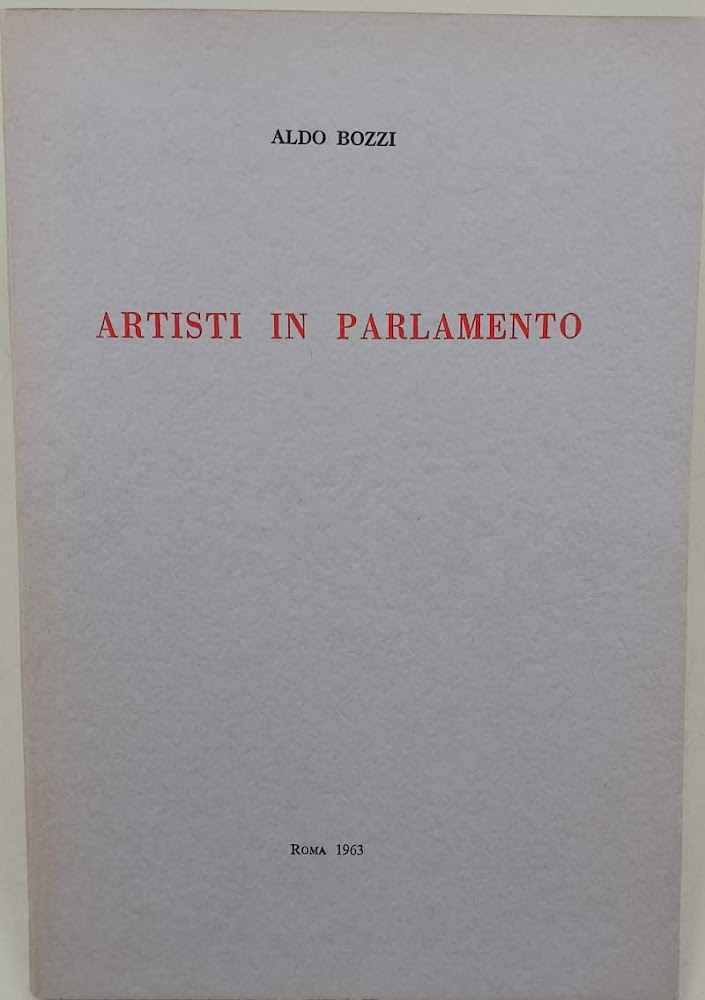 ALDO BOZZI
ARTISTI IN PARLAMENTO
ROMA 1963